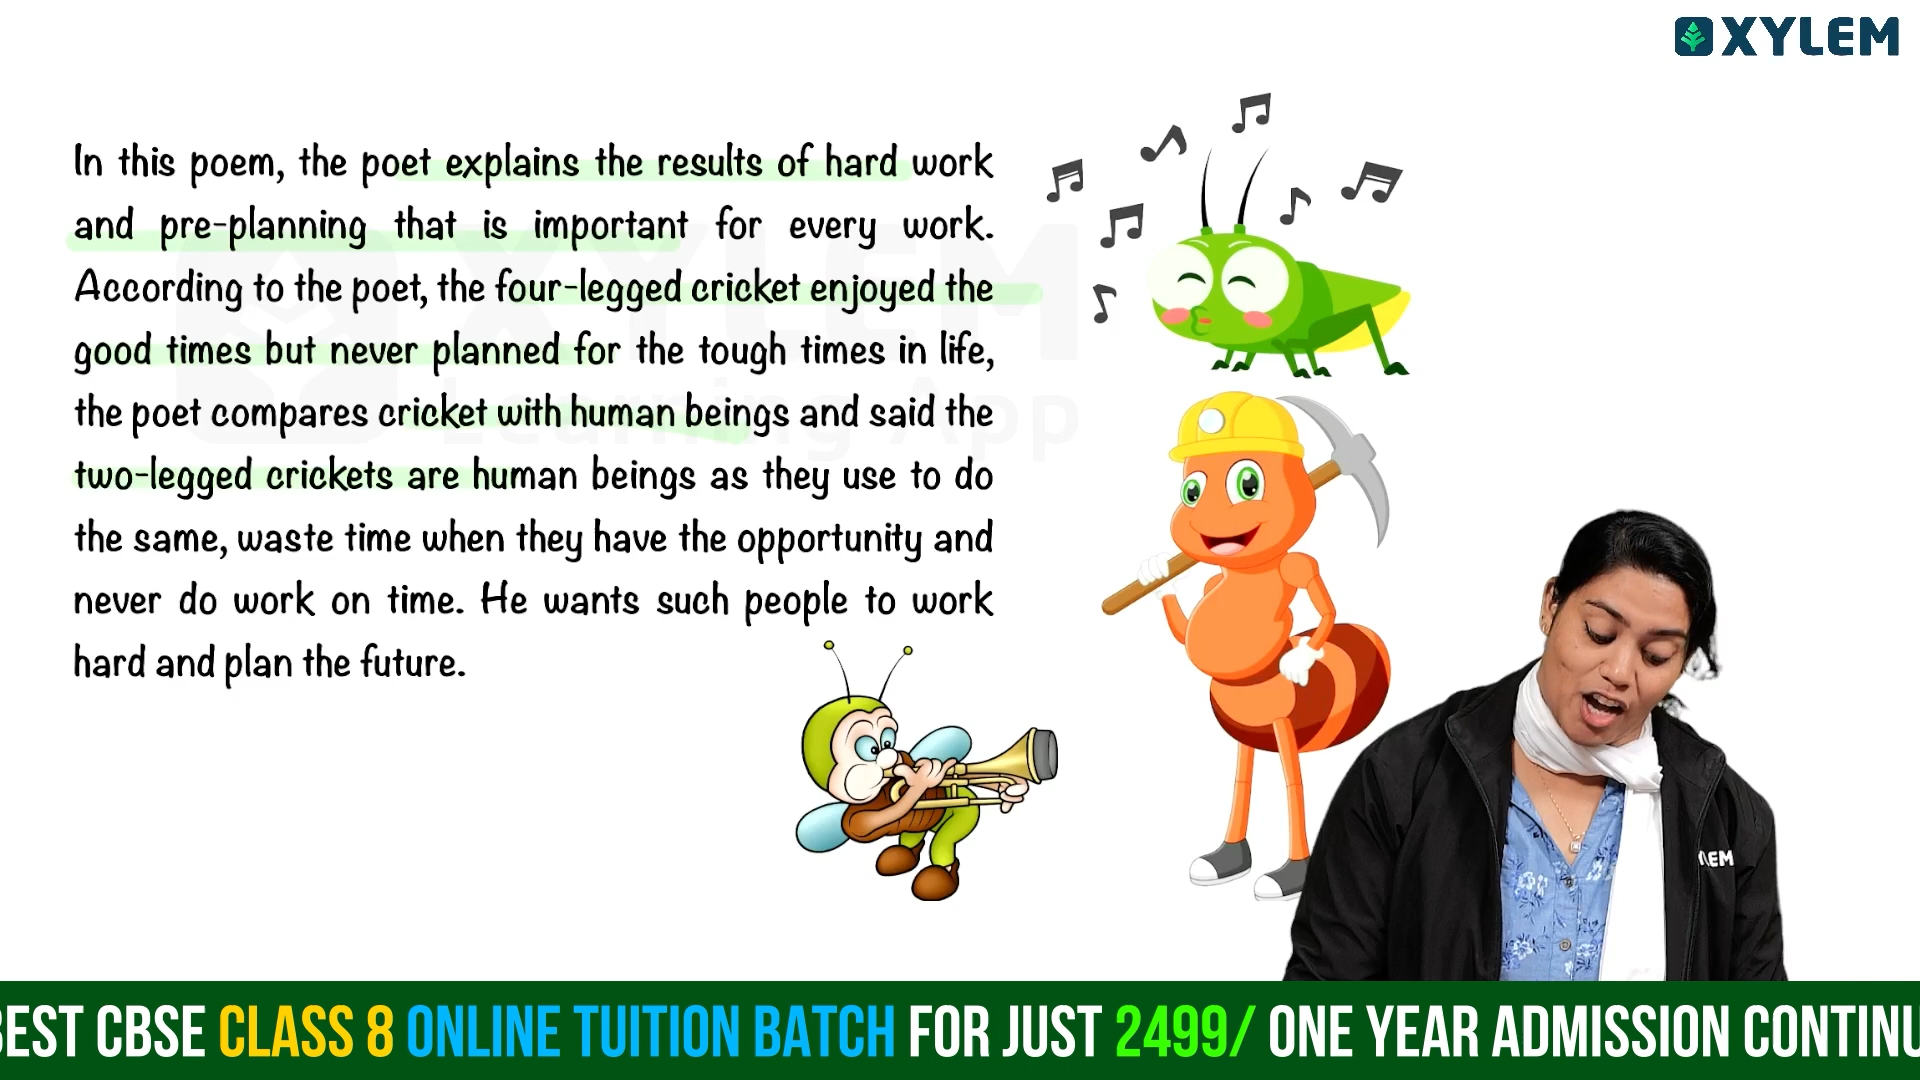 XYLEM
In this poem, the poet explains the results of hard work
and pre-planning that is important for every work.
According to the poet, the four-legged cricket enjoyed the
good times but never planned for the tough times in life,
the poet compares cricket with human beings and said the
two-legged crickets are human beings as they use to do
the same, waste time when they have the opportunity and
never do work on time. He wants such people to work
hard and plan the future.
XYLEM
Learning App
EM
BEST CBSE CLASS 8 ONLINE TUITION BATCH FOR JUST 2499/ ONE YEAR ADMISSION CONTINU